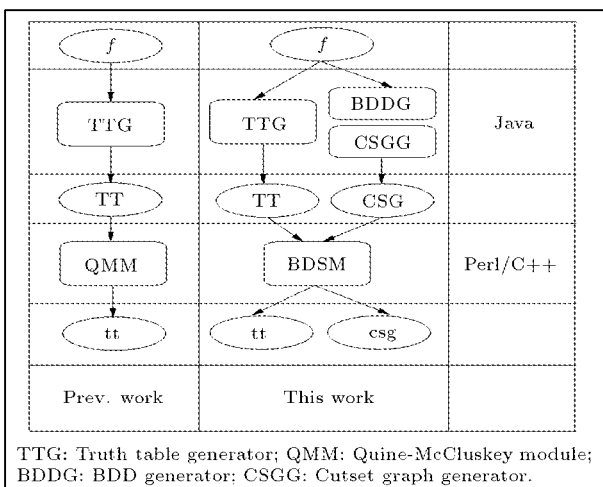 f f
TTG TTG BDDG Java
CSGG
TT TT CSG
QMM BDSM Perl/C++
tt tt csg
Prev. work This work
TTG: Truth table generator; QMM: Quine-McCluskey module;
BDDG: BDD generator; CSGG: Cutset graph generator.